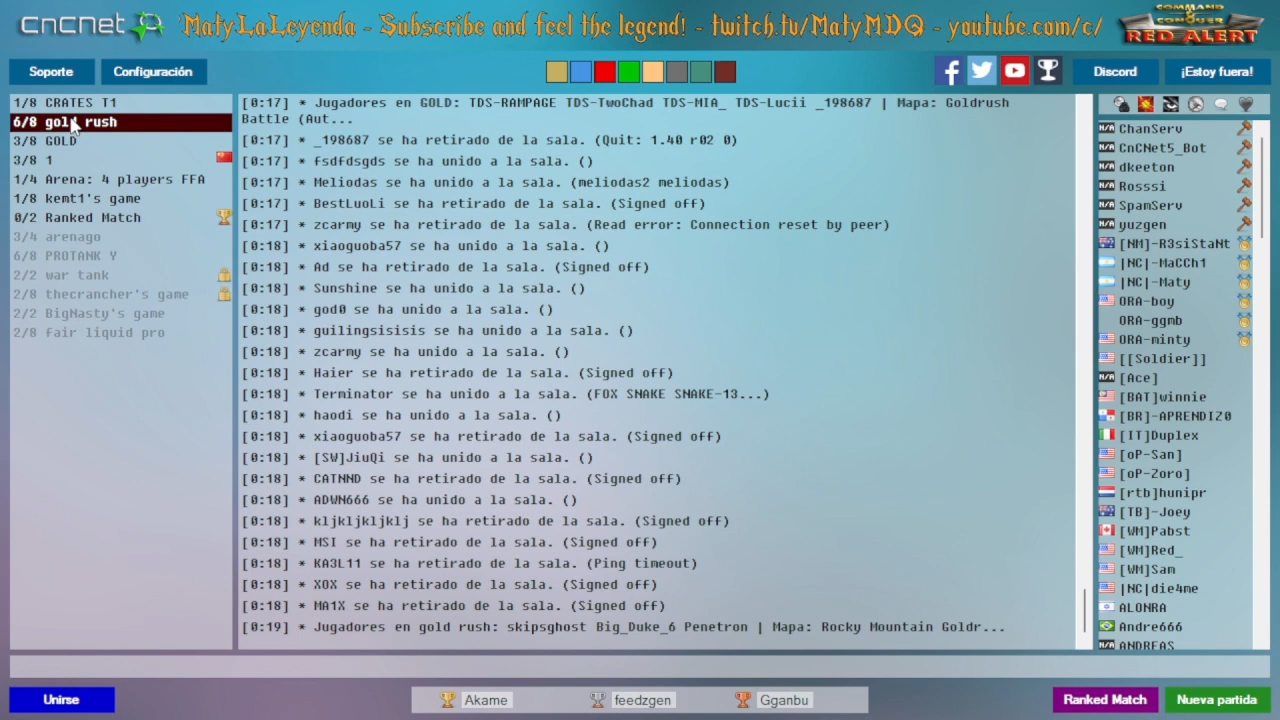 CnCNet
MatyLaLeyenda - Subscribe and feel the legend! - twitch.tv/MatyMDQ - youtube.com/c/
COMMAND & CONQUER
RED ALERT
Soporte
Configuración
Discord
¡Estoy fuera!
1/8 CRATES T1
6/8 gold rush
3/8 GOLD
3/8 1
1/4 Arena: 4 players FFA
1/8 kemt1's game
0/2 Ranked Match
3/4 arenago
6/8 PROTANK Y
2/2 war tank
2/8 thecrancher's game
2/2 BigNasty's game
2/8 fair liquid pro
[0:17] * Jugadores en GOLD: TDS-RAMPAGE TDS-TwoChad TDS-MIA_ TDS-Lucii _198687 | Mapa: Goldrush
Battle (Aut...
[0:17] * _198687 se ha retirado de la sala. (Quit: 1.40 r02 0)
[0:17] * fsdfdsgds se ha unido a la sala. ()
[0:17] * Meliodas se ha unido a la sala. (meliodas2 meliodas)
[0:17] * BestLuoLi se ha retirado de la sala. (Signed off)
[0:17] * zcarmy se ha retirado de la sala. (Read error: Connection reset by peer)
[0:18] * xiaoguoba57 se ha unido a la sala. ()
[0:18] * Ad se ha retirado de la sala. (Signed off)
[0:18] * Sunshine se ha unido a la sala. ()
[0:18] * god0 se ha unido a la sala. ()
[0:18] * guilingsisisis se ha unido a la sala. ()
[0:18] * zcarmy se ha unido a la sala. ()
[0:18] * Haier se ha retirado de la sala. (Signed off)
[0:18] * Terminator se ha unido a la sala. (FOX SNAKE SNAKE-13...)
[0:18] * haodi se ha unido a la sala. ()
[0:18] * xiaoguoba57 se ha retirado de la sala. (Signed off)
[0:18] * [SW]JiuQi se ha unido a la sala. ()
[0:18] * CATNND se ha retirado de la sala. (Signed off)
[0:18] * ADWN666 se ha unido a la sala. ()
[0:18] * kljkljkljklj se ha retirado de la sala. (Signed off)
[0:18] * MSI se ha retirado de la sala. (Signed off)
[0:18] * KA3L11 se ha retirado de la sala. (Ping timeout)
[0:18] * XOX se ha retirado de la sala. (Signed off)
[0:18] * MA1X se ha retirado de la sala. (Signed off)
[0:19] * Jugadores en gold rush: skipsghost Big_Duke_6 Penetron | Mapa: Rocky Mountain Goldr...
N/A ChanServ
N/A CnCNet5_Bot
N/A dkeeton
N/A Rosssi
N/A SpamServ
N/A yuzgen
[NM]-R3siStaNt
|NC|-MaCCh1
|NC|-Maty
ORA-boy
ORA-ggmb
ORA-minty
[[Soldier]]
N/A [Ace]
[BAT]winnie
[BR]-APRENDIZ0
[IT]Duplex
[oP-San]
[oP-Zoro]
[rtb]hunipr
[TB]-Joey
[WM]Pabst
[WM]Red_
[WM]Sam
|NC|die4me
ALONRA
Andre666
N/A ANDREAS
Unirse
Akame
feedzgen
Gganbu
Ranked Match
Nueva partida